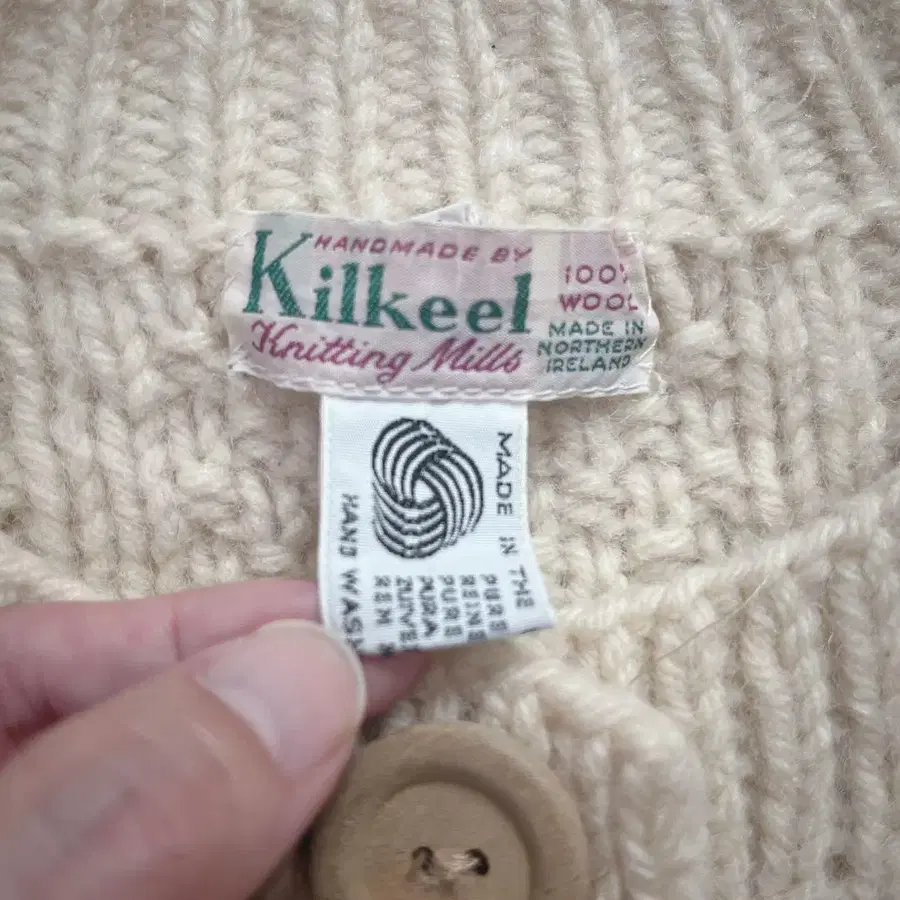 HANDMADE BY
Kilkeel
Knitting Mills
100%
WOOL
MADE IN
NORTHERN
IRELAND
MADE IN THE
PURE
REINE
PURE
PURA
HAND WASH